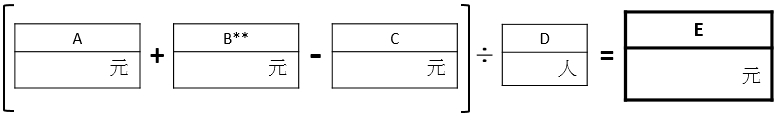 [ A + B** - C ] ÷ D = E
元 元 元 人 元